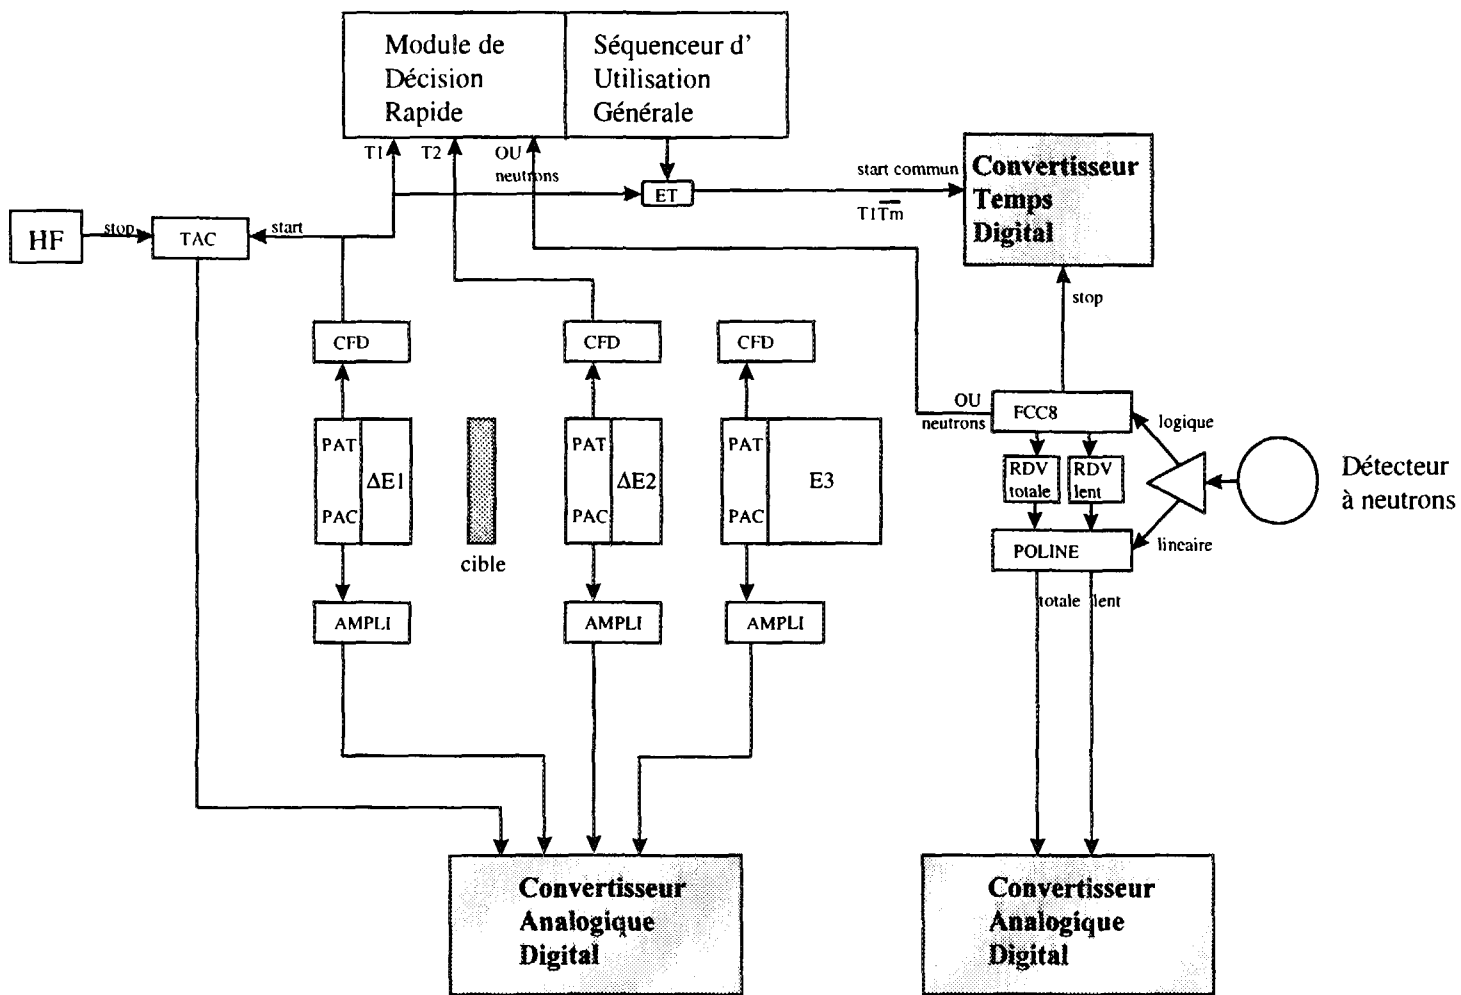 Module de
Décision
Rapide
Séquenceur d'
Utilisation
Générale
T1
T2
OU
neutrons
ET
start commun
T1T̅m̅
Convertisseur
Temps
Digital
HF
stop
TAC
start
stop
CFD
CFD
CFD
OU
neutrons
FCC8
logique
PAT
ΔE1
PAC
PAT
ΔE2
PAC
PAT
E3
PAC
RDV
totale
RDV
lent
Détecteur
à neutrons
cible
POLINE
lineaire
totale
lent
AMPLI
AMPLI
AMPLI
Convertisseur
Analogique
Digital
Convertisseur
Analogique
Digital